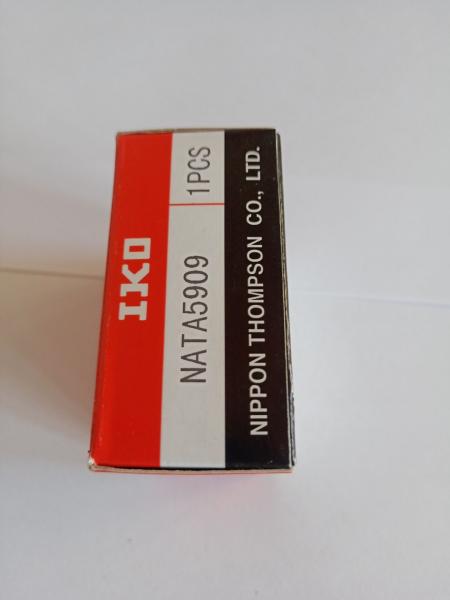 IKO
NATA5909 1PCS
NIPPON THOMPSON CO., LTD.